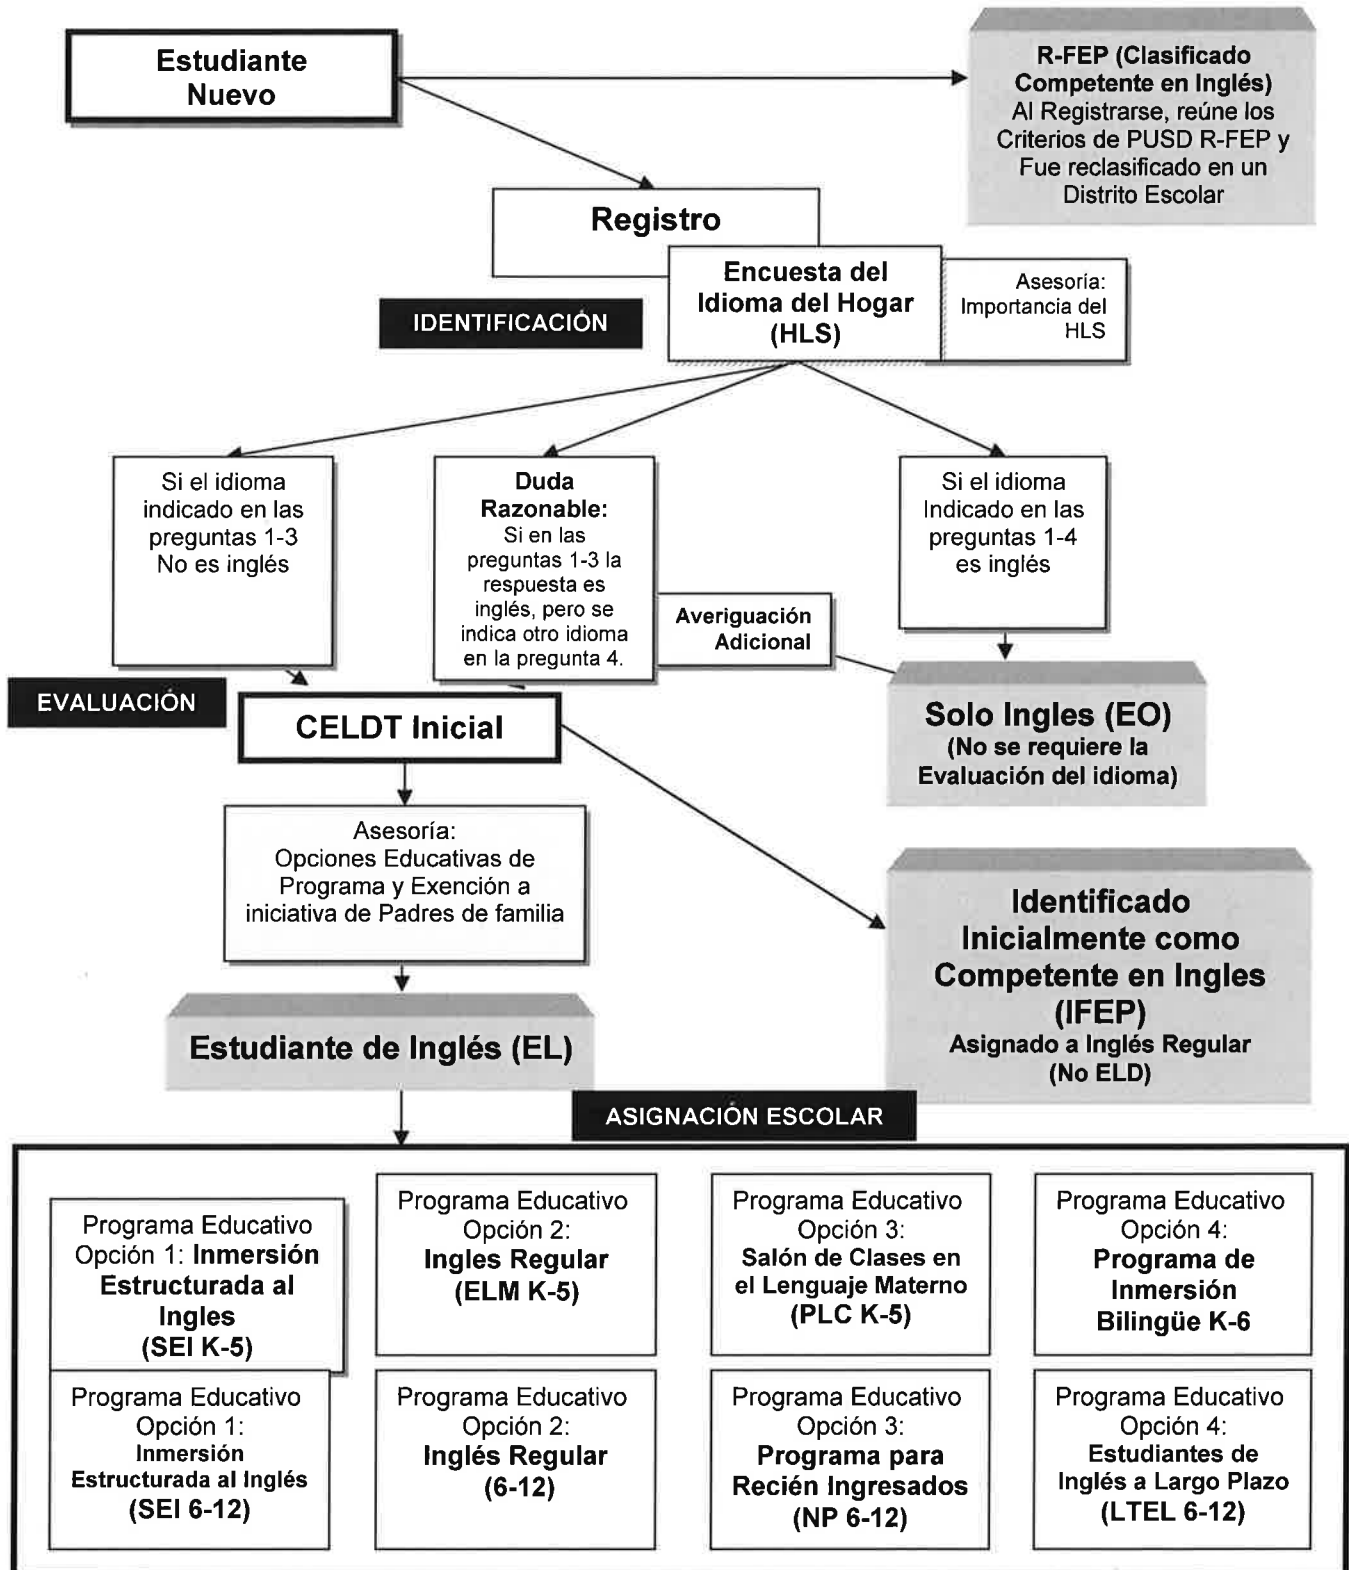 Estudiante
Nuevo
R-FEP (Clasificado
Competente en Inglés)
Al Registrarse, reúne los
Criterios de PUSD R-FEP y
Fue reclasificado en un
Distrito Escolar
Registro
Encuesta del
Idioma del Hogar
(HLS)
Asesoría:
Importancia del
HLS
IDENTIFICACIÓN
Si el idioma
indicado en las
preguntas 1-3
No es inglés
Duda
Razonable:
Si en las
preguntas 1-3 la
respuesta es
inglés, pero se
indica otro idioma
en la pregunta 4.
Si el idioma
Indicado en las
preguntas 1-4
es inglés
Averiguación
Adicional
EVALUACIÓN
CELDT Inicial
Solo Ingles (EO)
(No se requiere la
Evaluación del idioma)
Asesoría:
Opciones Educativas de
Programa y Exención a
iniciativa de Padres de familia
Identificado
Inicialmente como
Competente en Ingles
(IFEP)
Asignado a Inglés Regular
(No ELD)
Estudiante de Inglés (EL)
ASIGNACIÓN ESCOLAR
Programa Educativo
Opción 1: Inmersión
Estructurada al
Ingles
(SEI K-5)
Programa Educativo
Opción 2:
Ingles Regular
(ELM K-5)
Programa Educativo
Opción 3:
Salón de Clases en
el Lenguaje Materno
(PLC K-5)
Programa Educativo
Opción 4:
Programa de
Inmersión
Bilingüe K-6
Programa Educativo
Opción 1:
Inmersión
Estructurada al Inglés
(SEI 6-12)
Programa Educativo
Opción 2:
Inglés Regular
(6-12)
Programa Educativo
Opción 3:
Programa para
Recién Ingresados
(NP 6-12)
Programa Educativo
Opción 4:
Estudiantes de
Inglés a Largo Plazo
(LTEL 6-12)